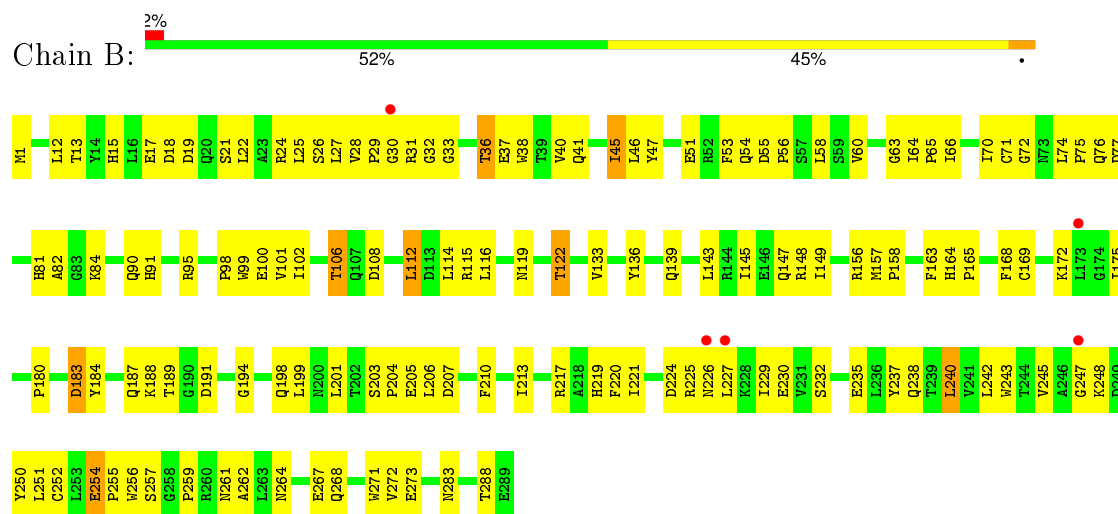 2%
Chain B:
52% 45% •
M1 L12 T13 Y14 H15 L16 E17 D18 D19 Q20 S21 L22 A23 R24 L25 S26 L27 V28 P29 G30 R31 G32 G33 T36 E37 W38 T39 V40 Q41 I45 L46 Y47 E51 R52 F53 Q54 D55 P56 S57 L58 S59 V60 G63 I64 P65 I66 I70 C71 G72 N73 L74 P75 Q76
H81 A82 G83 K84 Q90 H91 R95 P98 W99 E100 V101 I102 T106 Q107 D108 L112 D113 L114 R115 L116 N119 T122 V133 Y136 Q139 L143 R144 I145 E146 Q147 R148 I149 R156 M157 P158 F163 H164 P165 F168 C169 K172 L173 G174
P180 D183 Y184 Q187 K188 T189 G190 D191 G194 Q198 L199 N200 L201 T202 S203 P204 E205 L206 D207 F210 I213 R217 A218 H219 F220 I221 D224 R225 N226 L227 K228 I229 E230 V231 S232 E235 L236 Y237 Q238 T239 L240 V241 L242 W243 T244 V245 A246 G247 K248
Y250 L251 C252 L253 E254 P255 W256 S257 G258 P259 R260 N261 A262 L263 N264 E267 Q268 W271 V272 E273 N283 T288 E289